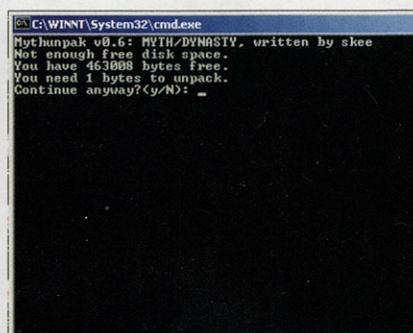 C:\WINNT\System32\cmd.exe
Mythunpak v0.6: MYTH/DYNASTY, written by skee
Not enough free disk space.
You have 463008 bytes free.
You need 1 bytes to unpack.
Continue anyway?(y/N): _